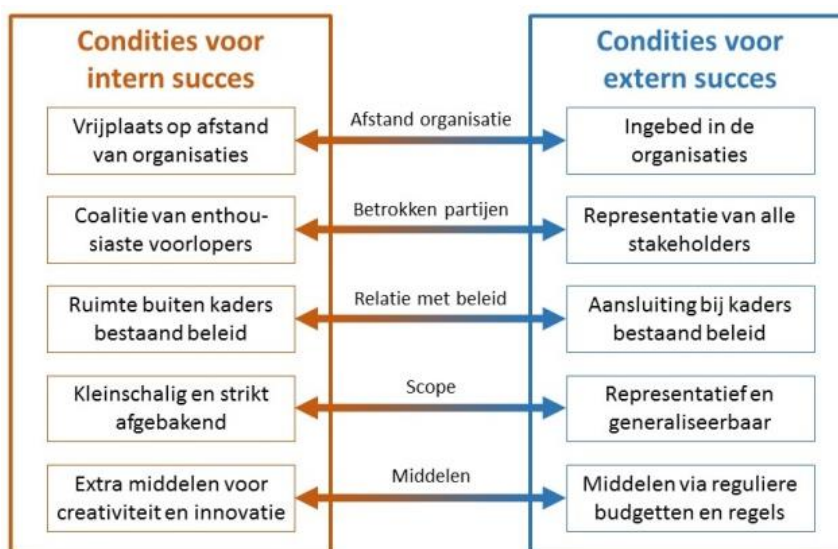 Condities voor
intern succes
Condities voor
extern succes
Vrijplaats op afstand
van organisaties
Afstand organisatie
Ingebed in de
organisaties
Coalitie van enthou-
siaste voorlopers
Betrokken partijen
Representatie van alle
stakeholders
Ruimte buiten kaders
bestaand beleid
Relatie met beleid
Aansluiting bij kaders
bestaand beleid
Kleinschalig en strikt
afgebakend
Scope
Representatief en
generaliseerbaar
Extra middelen voor
creativiteit en innovatie
Middelen
Middelen via reguliere
budgetten en regels